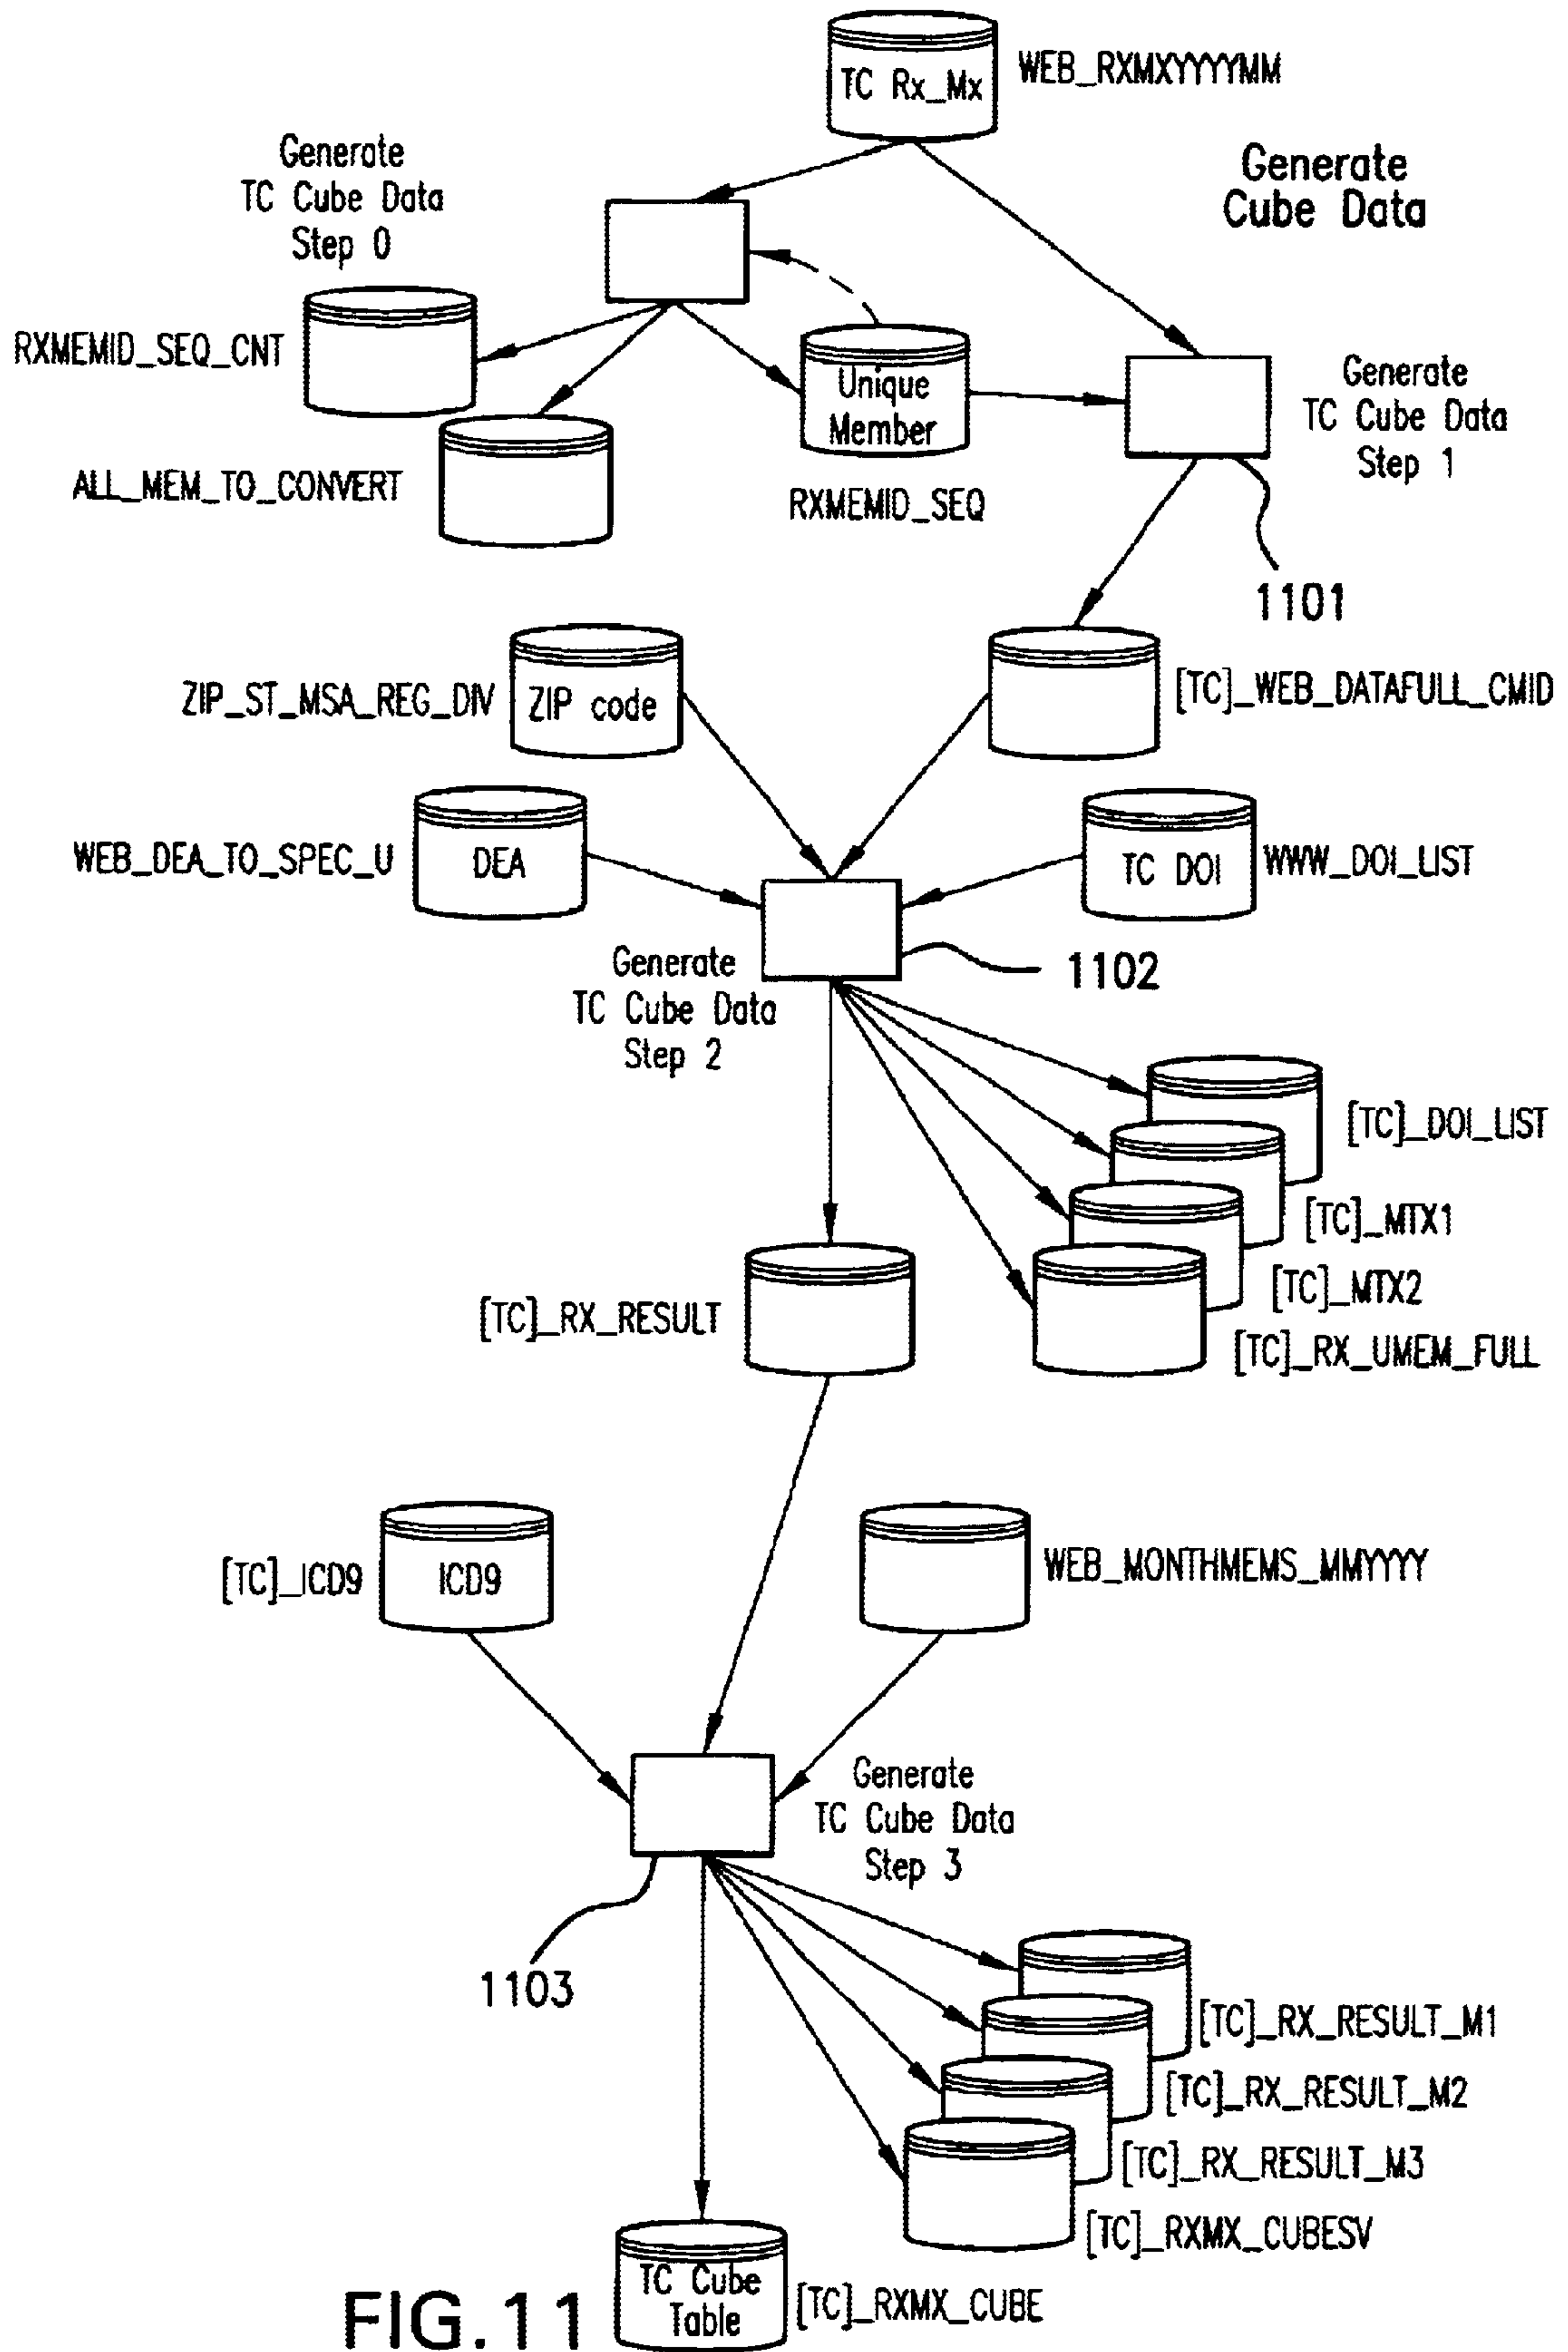 TC Rx_Mx
WEB_RXMXYYYYMM
Generate
Cube Data
Generate
TC Cube Data
Step 0
RXMEMID_SEQ_CNT
ALL_MEM_TO_CONVERT
Unique
Member
RXMEMID_SEQ
Generate
TC Cube Data
Step 1
1101
ZIP_ST_MSA_REG_DIV
ZIP code
[TC]_WEB_DATAFULL_CMID
WEB_DEA_TO_SPEC_U
DEA
TC DOI
WWW_DOI_LIST
Generate
TC Cube Data
Step 2
1102
[TC]_DOI_LIST
[TC]_MTX1
[TC]_MTX2
[TC]_RX_UMEM_FULL
[TC]_RX_RESULT
[TC]_ICD9
ICD9
WEB_MONTHMEMS_MMYYYY
Generate
TC Cube Data
Step 3
1103
[TC]_RX_RESULT_M1
[TC]_RX_RESULT_M2
[TC]_RX_RESULT_M3
[TC]_RXMX_CUBESV
TC Cube
Table
[TC]_RXMX_CUBE
FIG.11